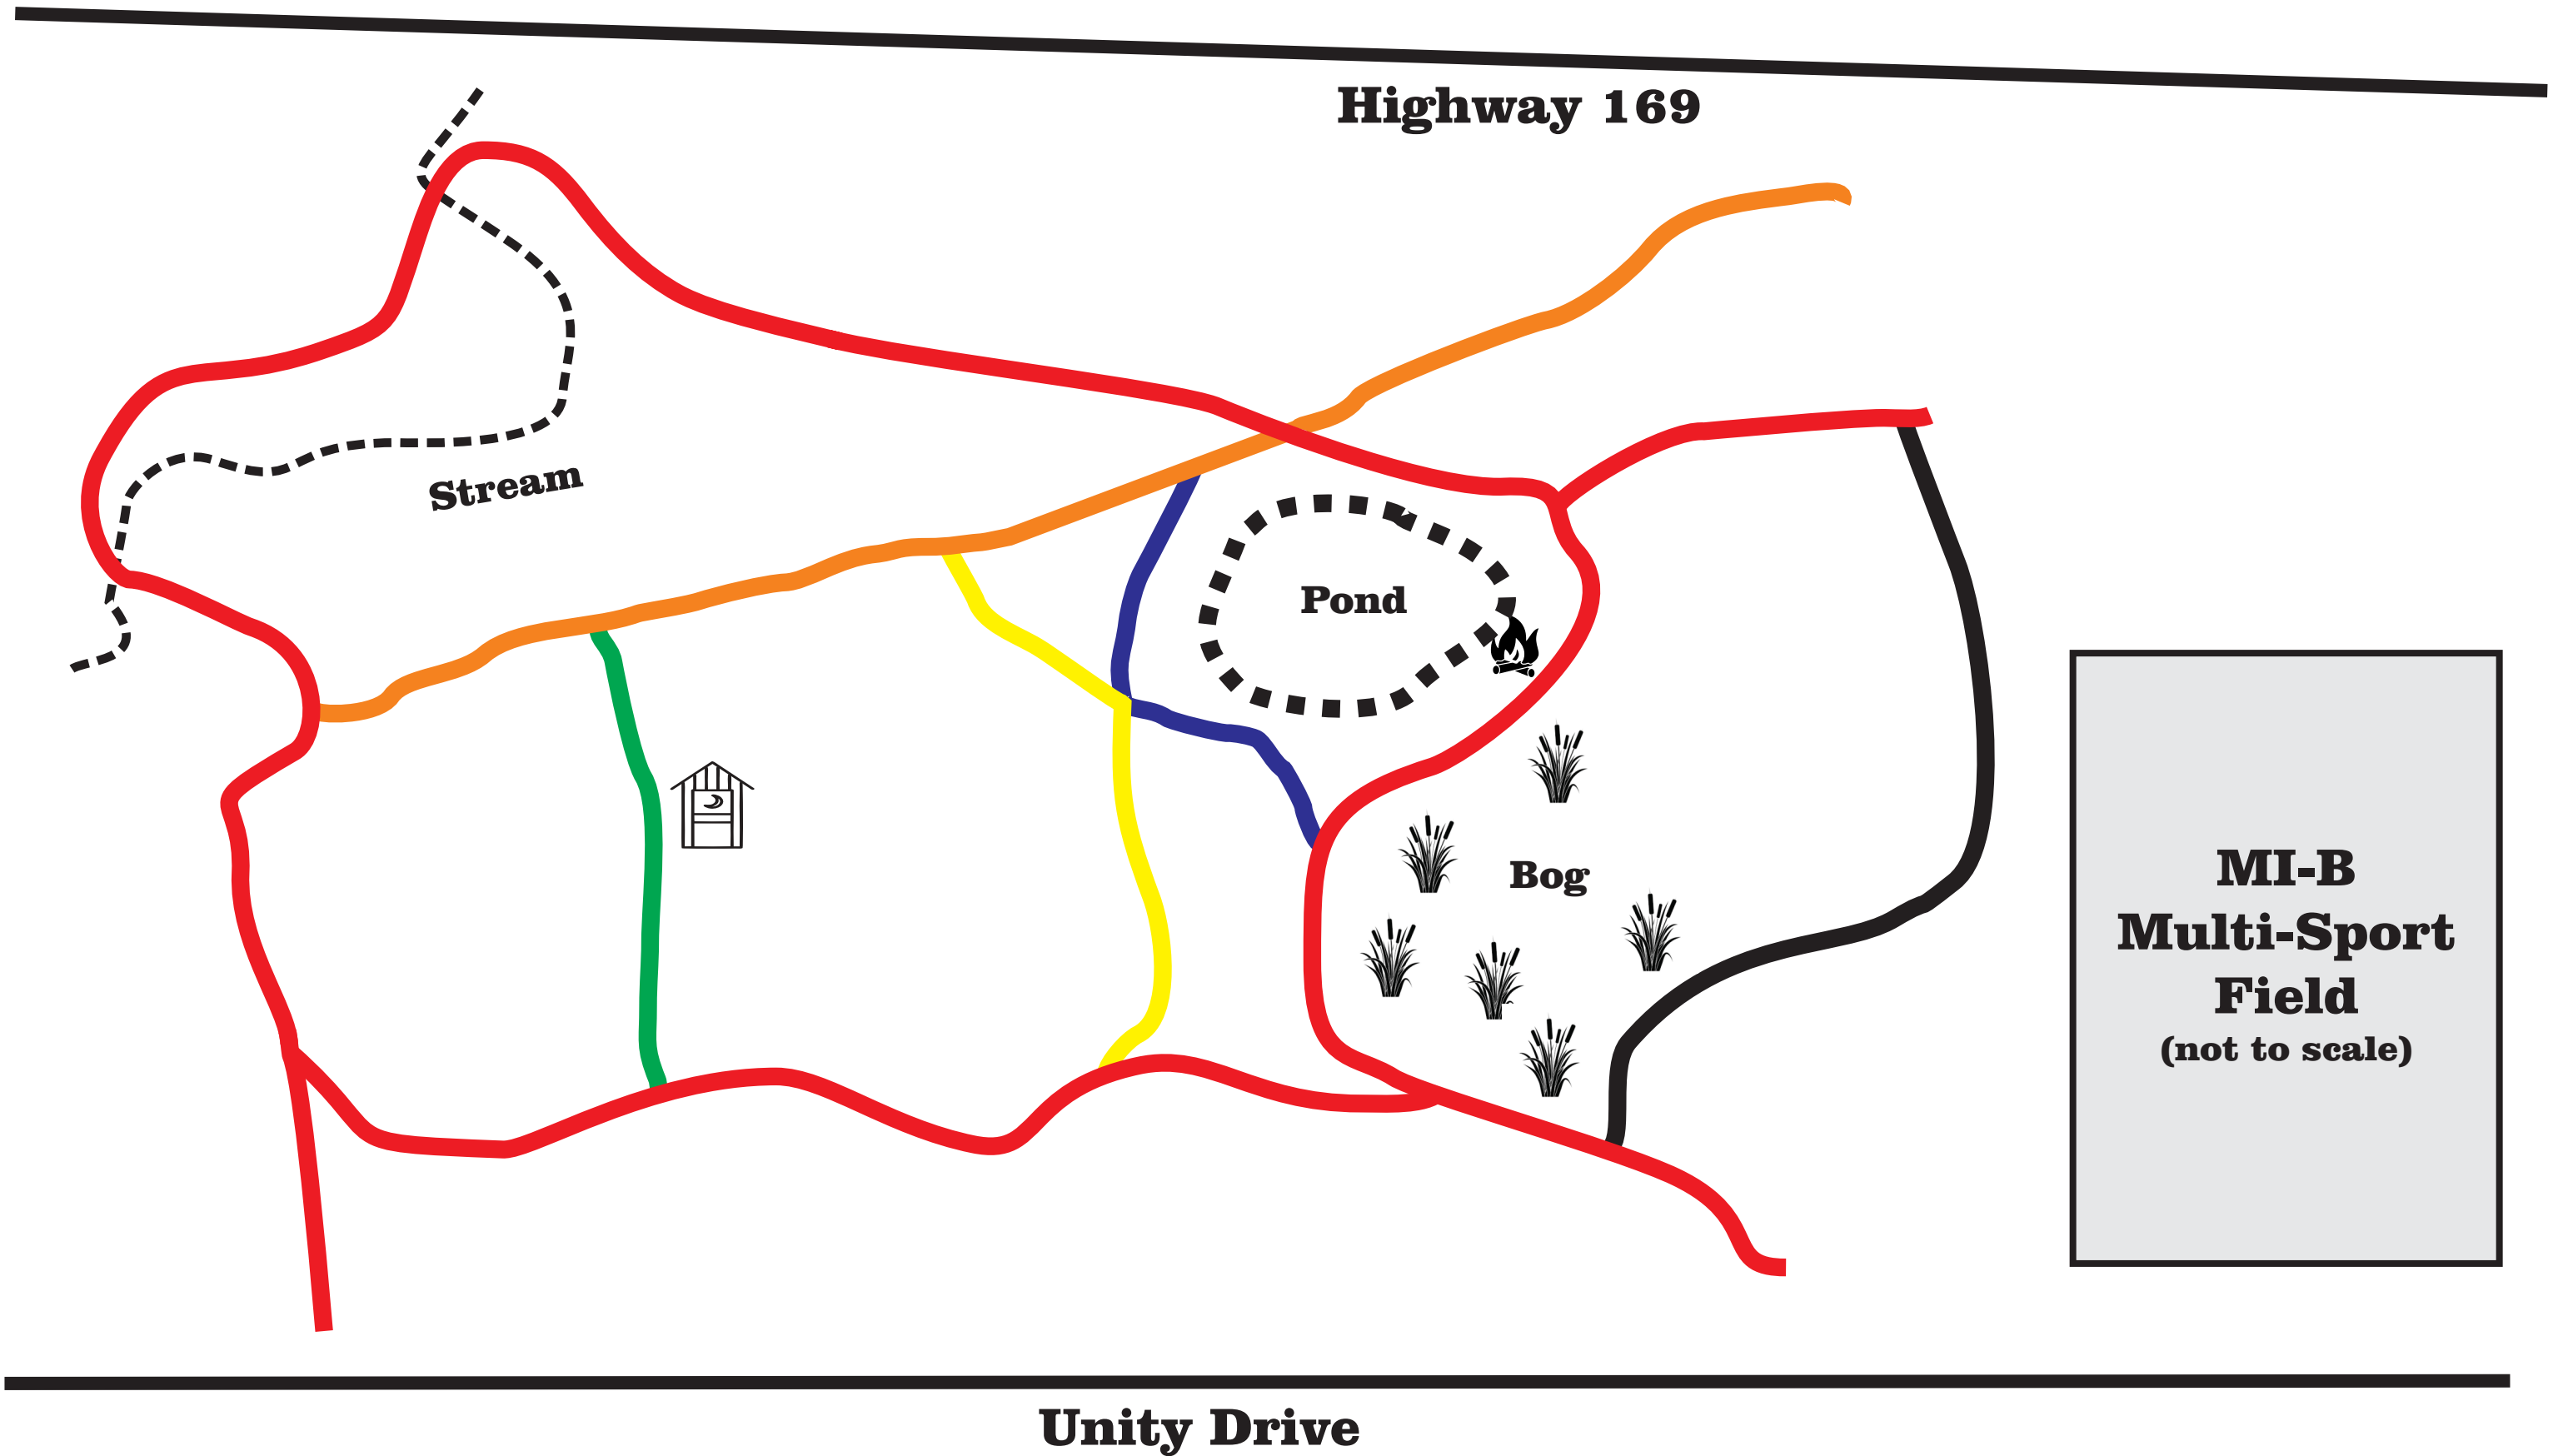 Highway 169
Stream
Pond
Bog
MI-B
Multi-Sport
Field
(not to scale)
Unity Drive